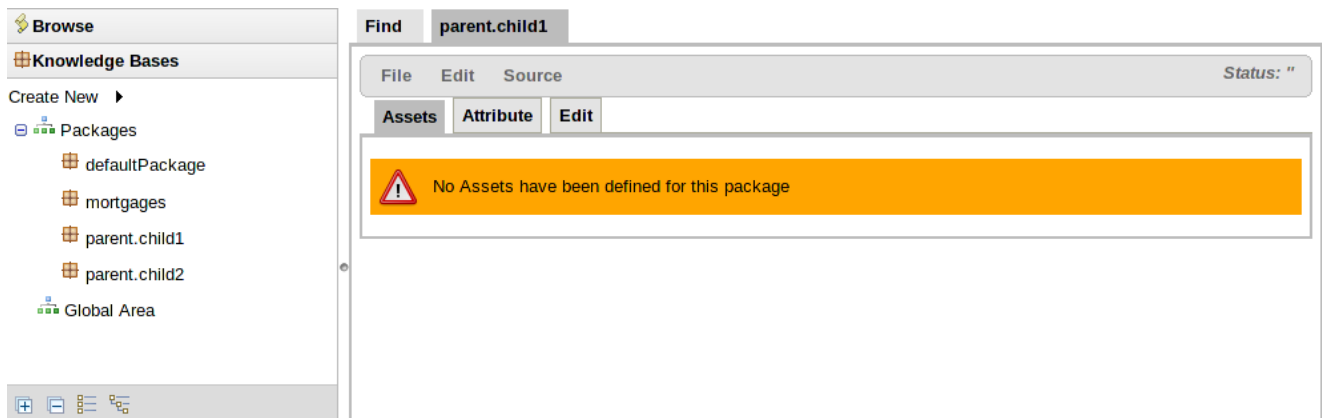 Browse
Knowledge Bases
Create New
Packages
defaultPackage
mortgages
parent.child1
parent.child2
Global Area
Find parent.child1
File Edit Source Status: "
Assets Attribute Edit
No Assets have been defined for this package